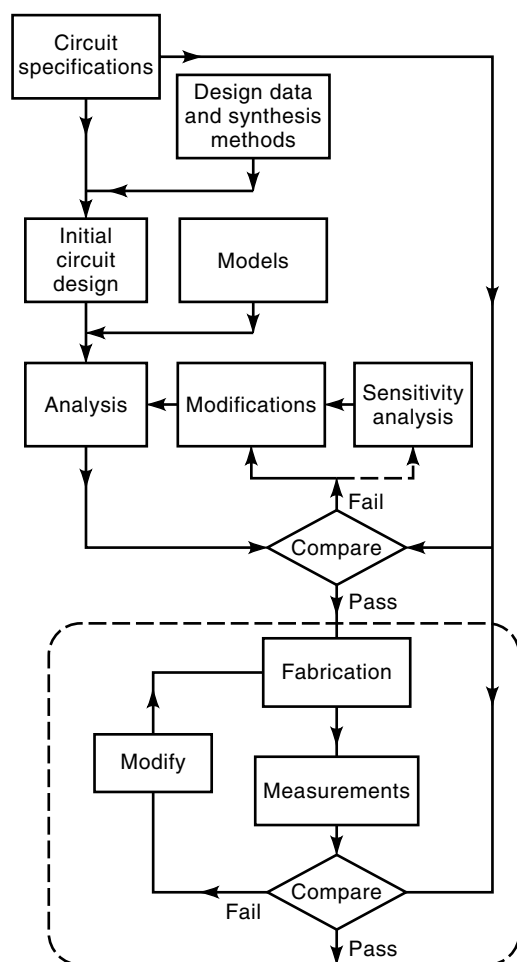 Circuit
specifications
Design data
and synthesis
methods
Initial
circuit
design
Models
Analysis
Modifications
Sensitivity
analysis
Fail
Compare
Pass
Fabrication
Modify
Measurements
Compare
Fail
Pass